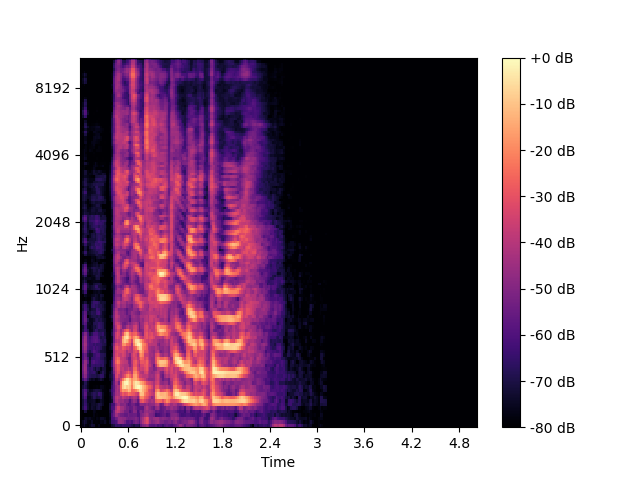 +0 dB
8192
-10 dB
4096
-20 dB
-30 dB
2048
Hz
-40 dB
1024
-50 dB
-60 dB
512
-70 dB
0
-80 dB
0 0.6 1.2 1.8 2.4 3 3.6 4.2 4.8
Time